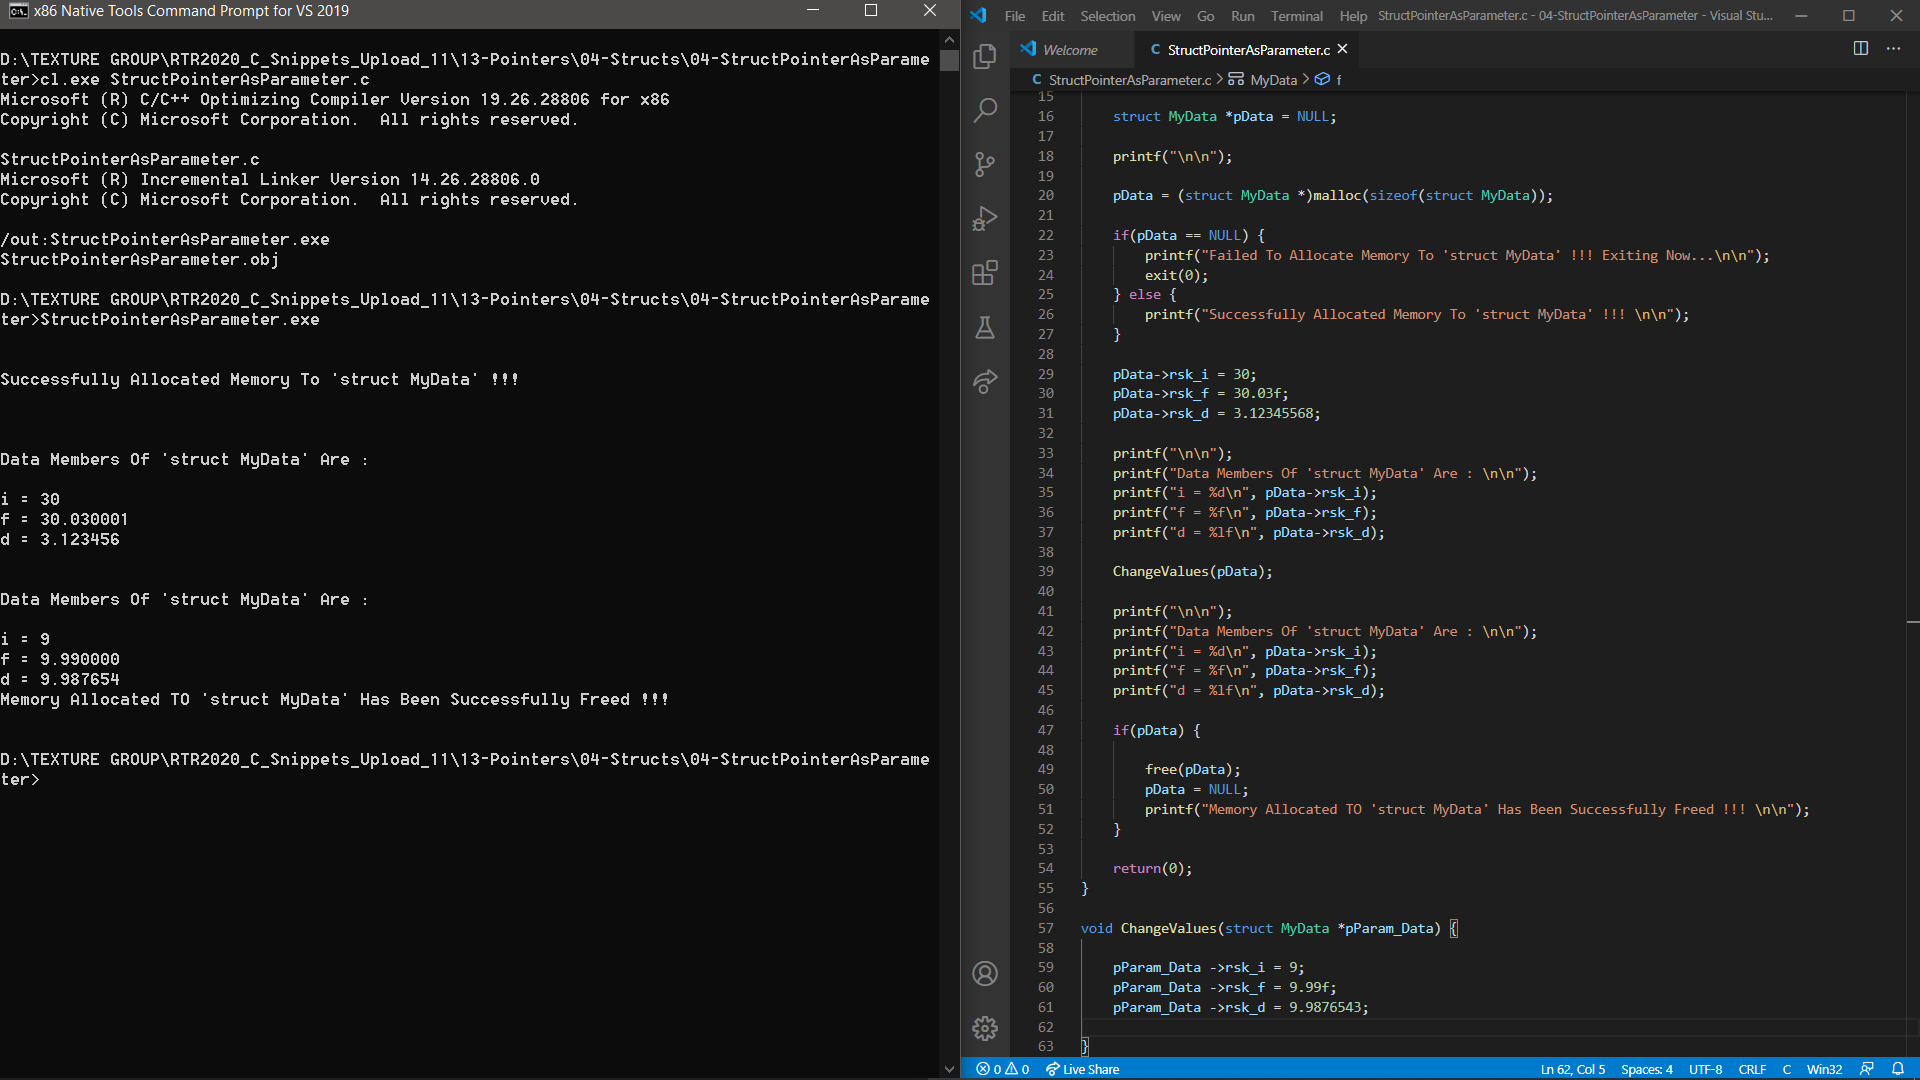 x86 Native Tools Command Prompt for VS 2019
D:\TEXTURE GROUP\RTR2020_C_Snippets_Upload_11\13-Pointers\04-Structs\04-StructPointerAsParame
ter>cl.exe StructPointerAsParameter.c
Microsoft (R) C/C++ Optimizing Compiler Version 19.26.28806 for x86
Copyright (C) Microsoft Corporation.  All rights reserved.
StructPointerAsParameter.c
Microsoft (R) Incremental Linker Version 14.26.28806.0
Copyright (C) Microsoft Corporation.  All rights reserved.
/out:StructPointerAsParameter.exe
StructPointerAsParameter.obj
D:\TEXTURE GROUP\RTR2020_C_Snippets_Upload_11\13-Pointers\04-Structs\04-StructPointerAsParame
ter>StructPointerAsParameter.exe
Successfully Allocated Memory To 'struct MyData' !!!
Data Members Of 'struct MyData' Are :
i = 30
f = 30.030001
d = 3.123456
Data Members Of 'struct MyData' Are :
i = 9
f = 9.990000
d = 9.987654
Memory Allocated TO 'struct MyData' Has Been Successfully Freed !!!
D:\TEXTURE GROUP\RTR2020_C_Snippets_Upload_11\13-Pointers\04-Structs\04-StructPointerAsParame
ter>
File Edit Selection View Go Run Terminal Help StructPointerAsParameter.c - 04-StructPointerAsParameter - Visual Stu...
Welcome C StructPointerAsParameter.c
C StructPointerAsParameter.c > MyData > f
15
16 struct MyData *pData = NULL;
17
18 printf("\n\n");
19
20 pData = (struct MyData *)malloc(sizeof(struct MyData));
21
22 if(pData == NULL) {
23 printf("Failed To Allocate Memory To 'struct MyData' !!! Exiting Now...\n\n");
24 exit(0);
25 } else {
26 printf("Successfully Allocated Memory To 'struct MyData' !!! \n\n");
27 }
28
29 pData->rsk_i = 30;
30 pData->rsk_f = 30.03f;
31 pData->rsk_d = 3.12345568;
32
33 printf("\n\n");
34 printf("Data Members Of 'struct MyData' Are : \n\n");
35 printf("i = %d\n", pData->rsk_i);
36 printf("f = %f\n", pData->rsk_f);
37 printf("d = %lf\n", pData->rsk_d);
38
39 ChangeValues(pData);
40
41 printf("\n\n");
42 printf("Data Members Of 'struct MyData' Are : \n\n");
43 printf("i = %d\n", pData->rsk_i);
44 printf("f = %f\n", pData->rsk_f);
45 printf("d = %lf\n", pData->rsk_d);
46
47 if(pData) {
48
49 free(pData);
50 pData = NULL;
51 printf("Memory Allocated TO 'struct MyData' Has Been Successfully Freed !!! \n\n");
52 }
53
54 return(0);
55 }
56
57 void ChangeValues(struct MyData *pParam_Data) {
58
59 pParam_Data ->rsk_i = 9;
60 pParam_Data ->rsk_f = 9.99f;
61 pParam_Data ->rsk_d = 9.9876543;
62
63 }
0 0 Live Share Ln 62, Col 5 Spaces: 4 UTF-8 CRLF C Win32